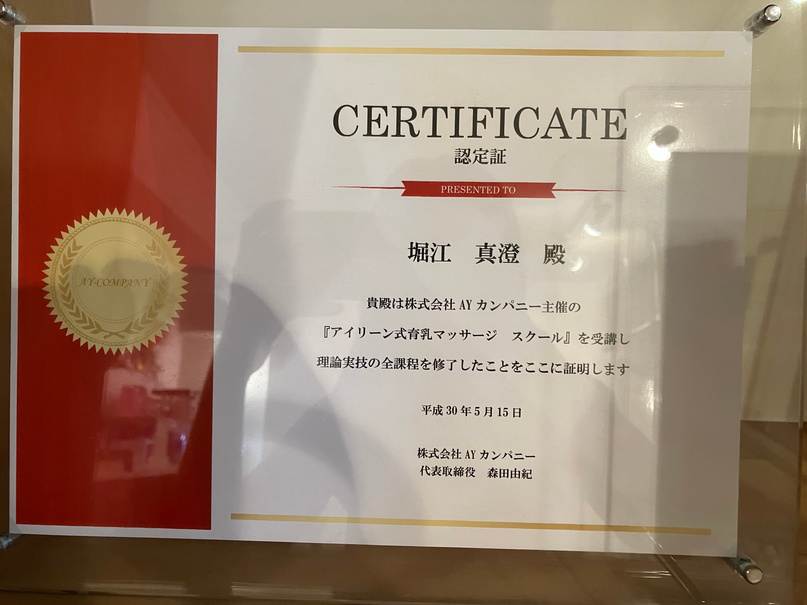 CERTIFICATE
認定証
PRESENTED TO
堀江　真澄　殿
AY-COMPANY
貴殿は株式会社 AY カンパニー主催の
『アイリーン式育乳マッサージ　スクール』を受講し
理論実技の全課程を修了したことをここに証明します
平成 30 年 5 月 15 日
株式会社 AY カンパニー
代表取締役　森田由紀